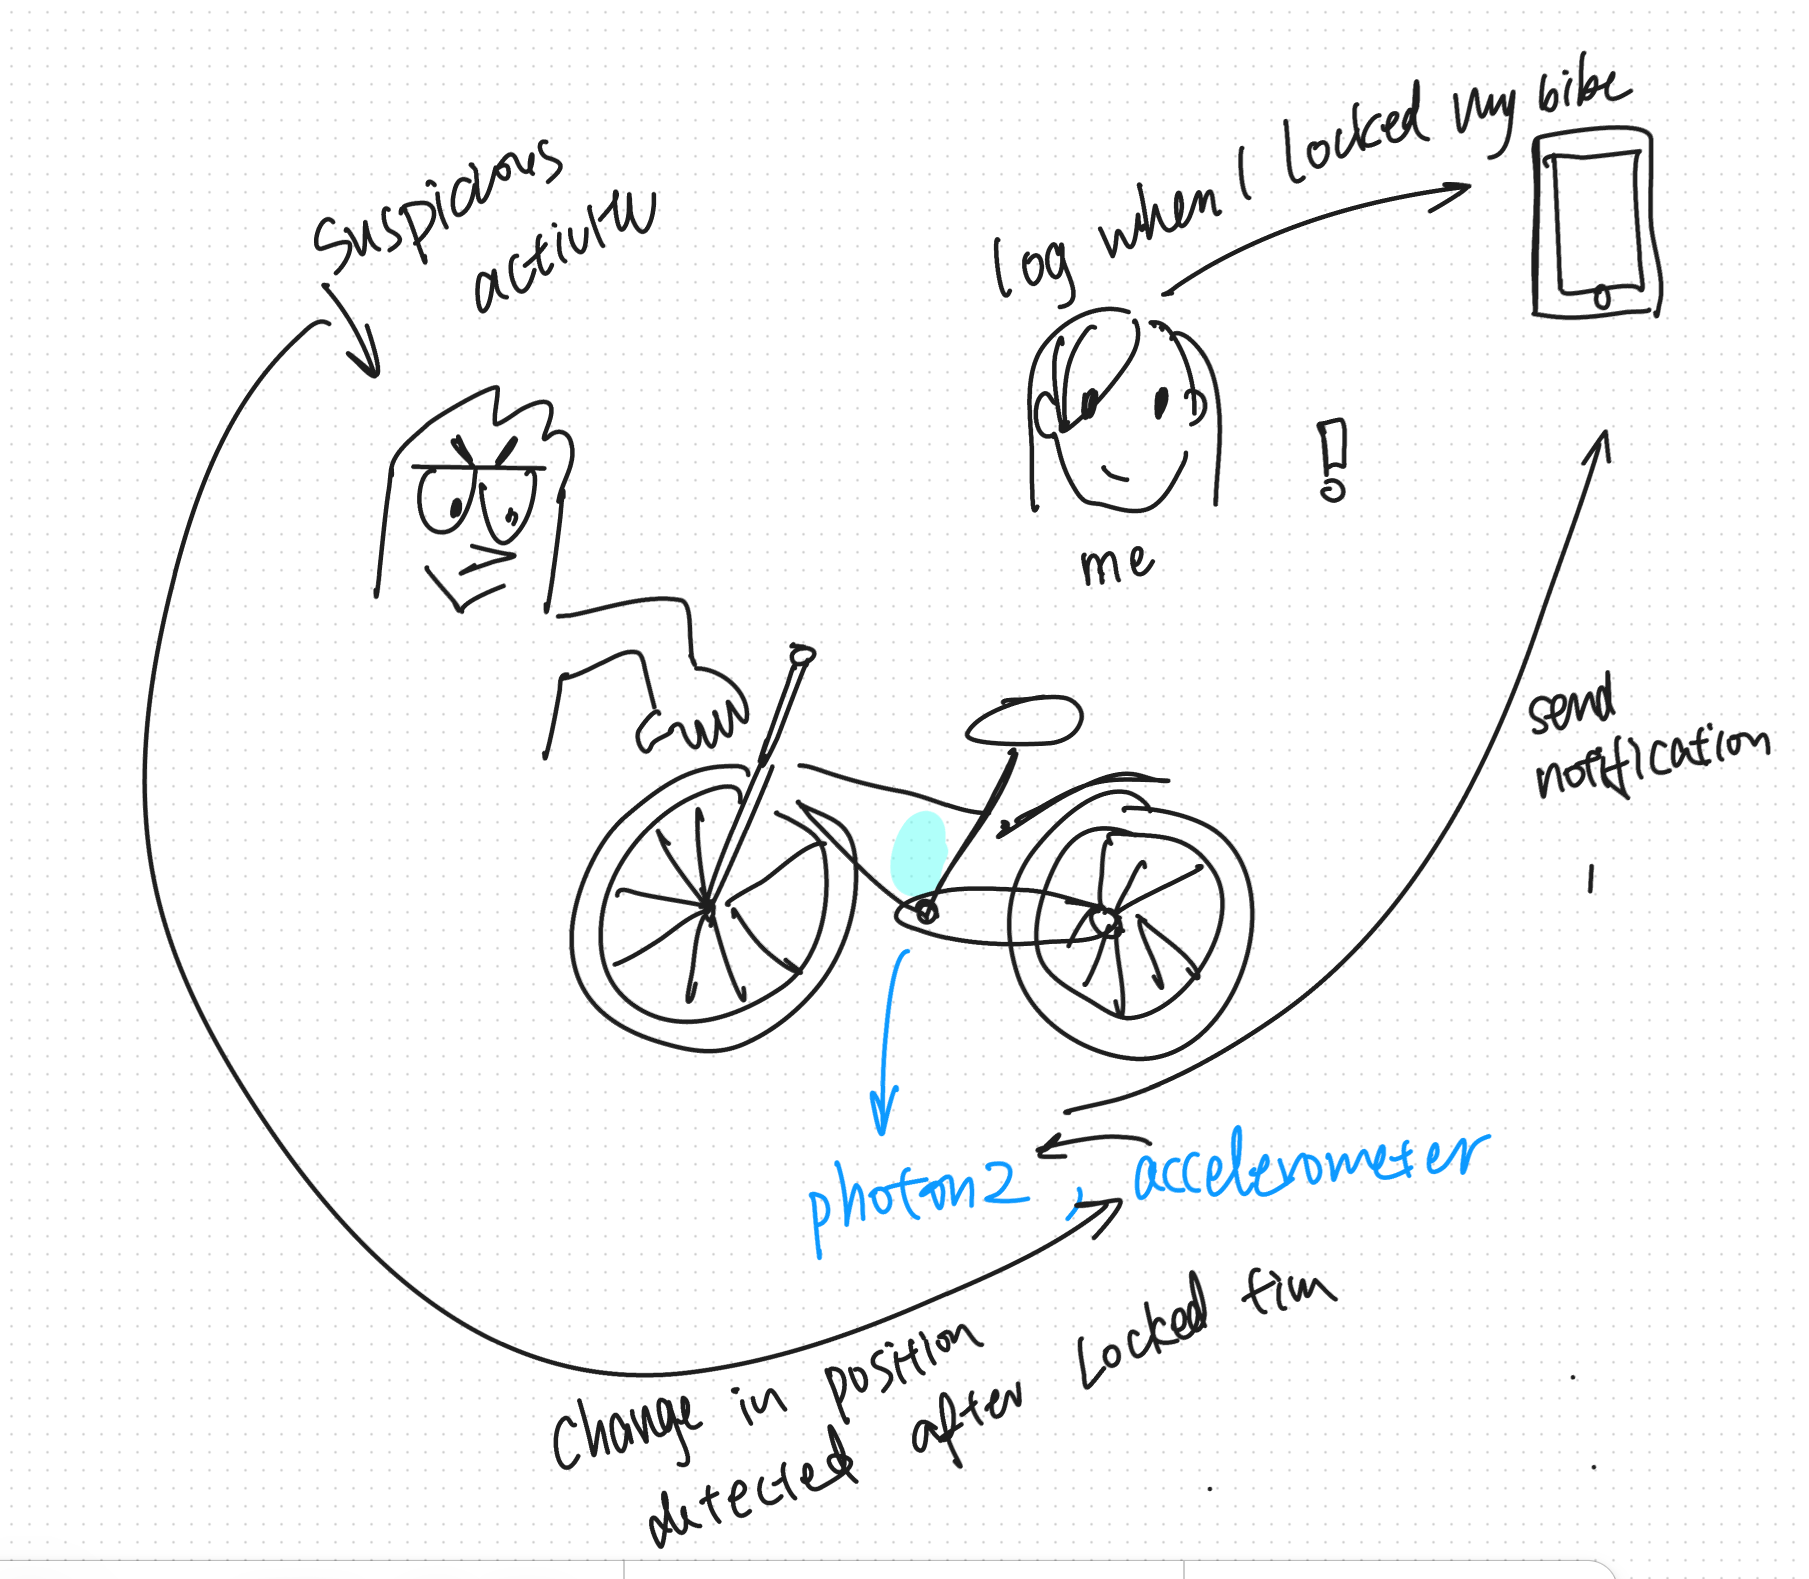 suspicious
activity
log when I locked my bike
me
send
notification
photon2 , accelerometer
change in position
detected after Locked tim